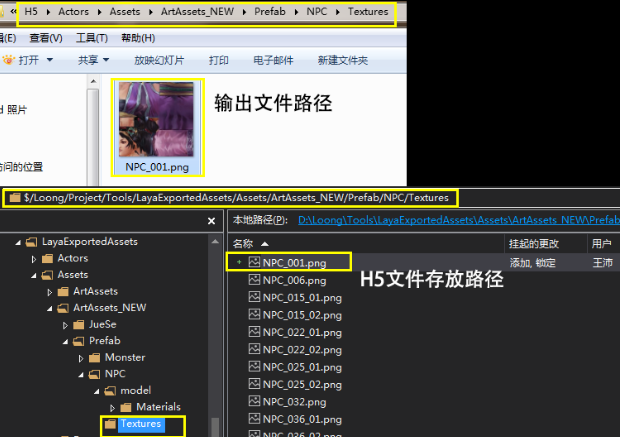 « H5 ▸ Actors ▸ Assets ▸ ArtAssets_NEW ▸ Prefab ▸ NPC ▸ Textures
(E) 查看(V) 工具(T) 帮助(H)
打开 共享 放映幻灯片 打印 电子邮件 新建文件夹
照片
访问的位置
NPC_001.png
输出文件路径
$/Loong/Project/Tools/LayaExportedAssets/Assets/ArtAssets_NEW/Prefab/NPC/Textures
本地路径(P): D:\Loong\Tools\LayaExportedAssets\Assets\ArtAssets_NEW\Prefab
LayaExportedAssets
Actors
Assets
ArtAssets
ArtAssets_NEW
JueSe
Prefab
Monster
NPC
model
Materials
Textures
名称 挂起的更改 用户
+ NPC_001.png 添加, 锁定 王沛
NPC_006.png
NPC_015_01.png
NPC_015_02.png
NPC_022_01.png
NPC_022_02.png
NPC_025_01.png
NPC_025_02.png
NPC_032.png
NPC_036_01.png
NPC_036_02.png
H5文件存放路径